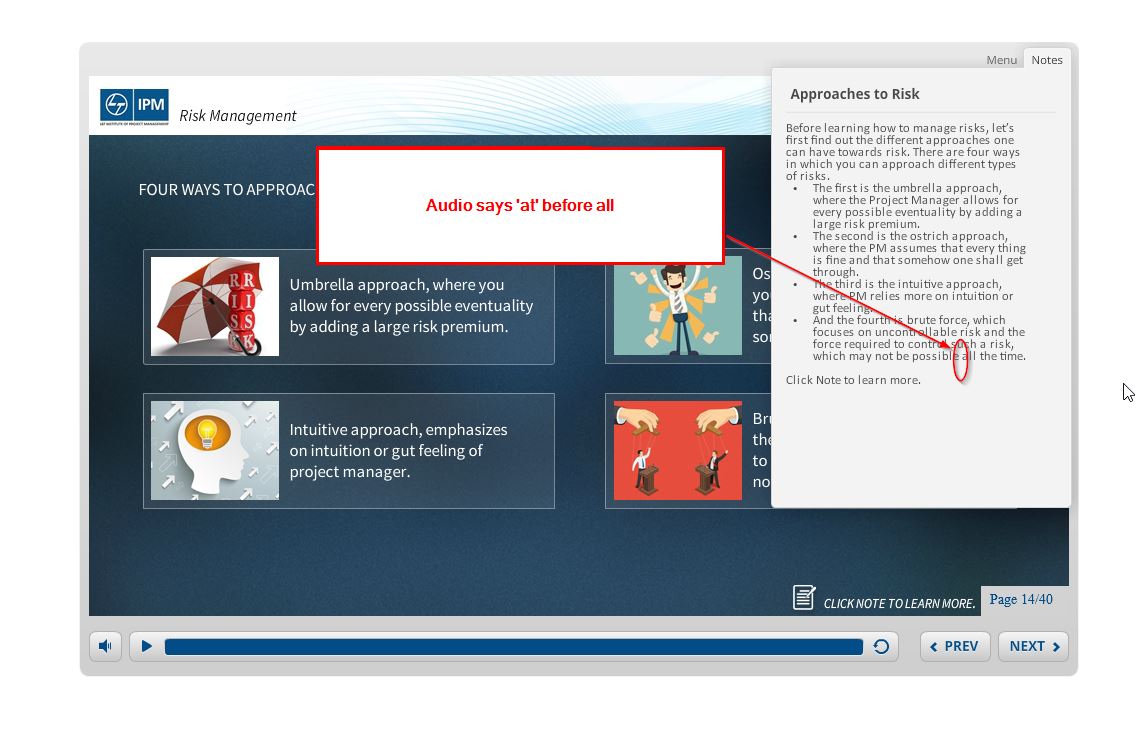 Menu
Notes
IPM
L&T INSTITUTE OF PROJECT MANAGEMENT
Risk Management
Approaches to Risk
Before learning how to manage risks, let's
first find out the different approaches one
can have towards risk. There are four ways
in which you can approach different types
of risks.
• The first is the umbrella approach,
where the Project Manager allows for
every possible eventuality by adding a
large risk premium.
• The second is the ostrich approach,
where the PM assumes that every thing
is fine and that somehow one shall get
through.
• The third is the intuitive approach,
where PM relies more on intuition or
gut feeling.
• And the fourth is brute force, which
focuses on uncontrollable risk and the
force required to control such a risk,
which may not be possible all the time.
Click Note to learn more.
FOUR WAYS TO APPROAC
Audio says 'at' before all
RISK
RISK
Umbrella approach, where you
allow for every possible eventuality
by adding a large risk premium.
Os
you
tha
so
Intuitive approach, emphasizes
on intuition or gut feeling of
project manager.
Bru
the
to
no
CLICK NOTE TO LEARN MORE.
Page 14/40
PREV
NEXT